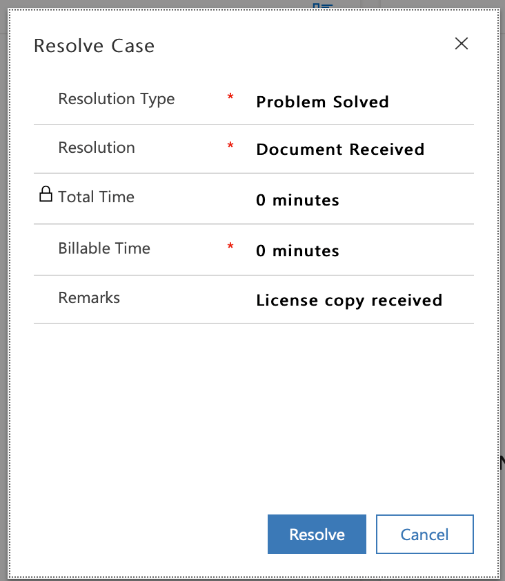 Resolve Case
Resolution Type * Problem Solved
Resolution * Document Received
Total Time 0 minutes
Billable Time * 0 minutes
Remarks License copy received
Resolve Cancel